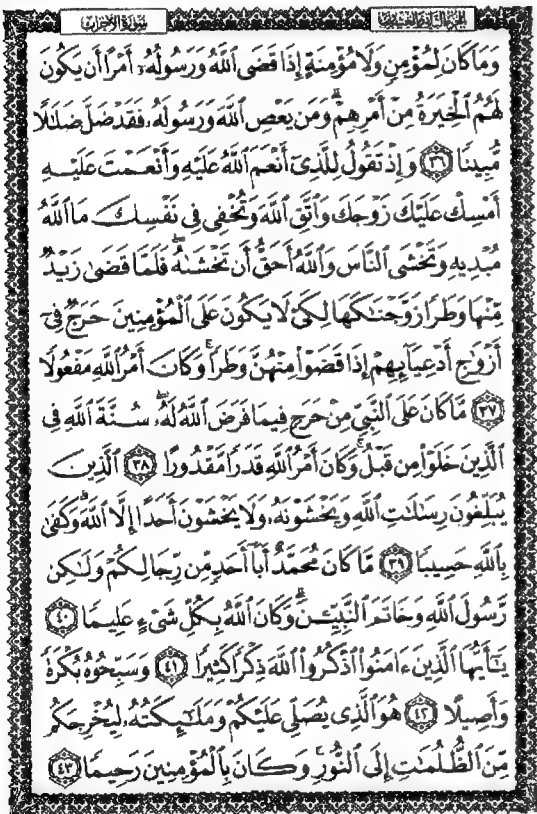 سُورَةُ الأَحْزَابِ
الجزء الثاني والعشرون
وَمَا كَانَ لِمُؤْمِنٍ وَلَا مُؤْمِنَةٍ إِذَا قَضَى ٱللَّهُ وَرَسُولُهُۥٓ أَمْرًا أَن يَكُونَ
لَهُمُ ٱلْخِيَرَةُ مِنْ أَمْرِهِمْۗ وَمَن يَعْصِ ٱللَّهَ وَرَسُولَهُۥ فَقَدْ ضَلَّ ضَلَٰلًا
مُّبِينًا ٣٦ وَإِذْ تَقُولُ لِلَّذِىٓ أَنْعَمَ ٱللَّهُ عَلَيْهِ وَأَنْعَمْتَ عَلَيْهِ
أَمْسِكْ عَلَيْكَ زَوْجَكَ وَٱتَّقِ ٱللَّهَ وَتُخْفِى فِى نَفْسِكَ مَا ٱللَّهُ
مُبْدِيهِ وَتَخْشَى ٱلنَّاسَ وَٱللَّهُ أَحَقُّ أَن تَخْشَىٰهُۖ فَلَمَّا قَضَىٰ زَيْدٌ
مِّنْهَا وَطَرًا زَوَّجْنَٰكَهَا لِكَىْ لَا يَكُونَ عَلَى ٱلْمُؤْمِنِينَ حَرَجٌ فِىٓ
أَزْوَٰجِ أَدْعِيَآئِهِمْ إِذَا قَضَوْا۟ مِنْهُنَّ وَطَرًاۚ وَكَانَ أَمْرُ ٱللَّهِ مَفْعُولًا
٣٧ مَّا كَانَ عَلَى ٱلنَّبِىِّ مِنْ حَرَجٍ فِيمَا فَرَضَ ٱللَّهُ لَهُۥۖ سُنَّةَ ٱللَّهِ فِى
ٱلَّذِينَ خَلَوْا۟ مِن قَبْلُۚ وَكَانَ أَمْرُ ٱللَّهِ قَدَرًا مَّقْدُورًا ٣٨ ٱلَّذِينَ
يُبَلِّغُونَ رِسَٰلَٰتِ ٱللَّهِ وَيَخْشَوْنَهُۥ وَلَا يَخْشَوْنَ أَحَدًا إِلَّا ٱللَّهَۗ وَكَفَىٰ
بِٱللَّهِ حَسِيبًا ٣٩ مَّا كَانَ مُحَمَّدٌ أَبَآ أَحَدٍ مِّن رِّجَالِكُمْ وَلَٰكِن
رَّسُولَ ٱللَّهِ وَخَاتَمَ ٱلنَّبِيِّـۧنَۗ وَكَانَ ٱللَّهُ بِكُلِّ شَىْءٍ عَلِيمًا ٤٠
يَٰٓأَيُّهَا ٱلَّذِينَ ءَامَنُوا۟ ٱذْكُرُوا۟ ٱللَّهَ ذِكْرًا كَثِيرًا ٤١ وَسَبِّحُوهُ بُكْرَةً
وَأَصِيلًا ٤٢ هُوَ ٱلَّذِى يُصَلِّى عَلَيْكُمْ وَمَلَٰٓئِكَتُهُۥ لِيُخْرِجَكُم
مِّنَ ٱلظُّلُمَٰتِ إِلَى ٱلنُّورِۚ وَكَانَ بِٱلْمُؤْمِنِينَ رَحِيمًا ٤٣